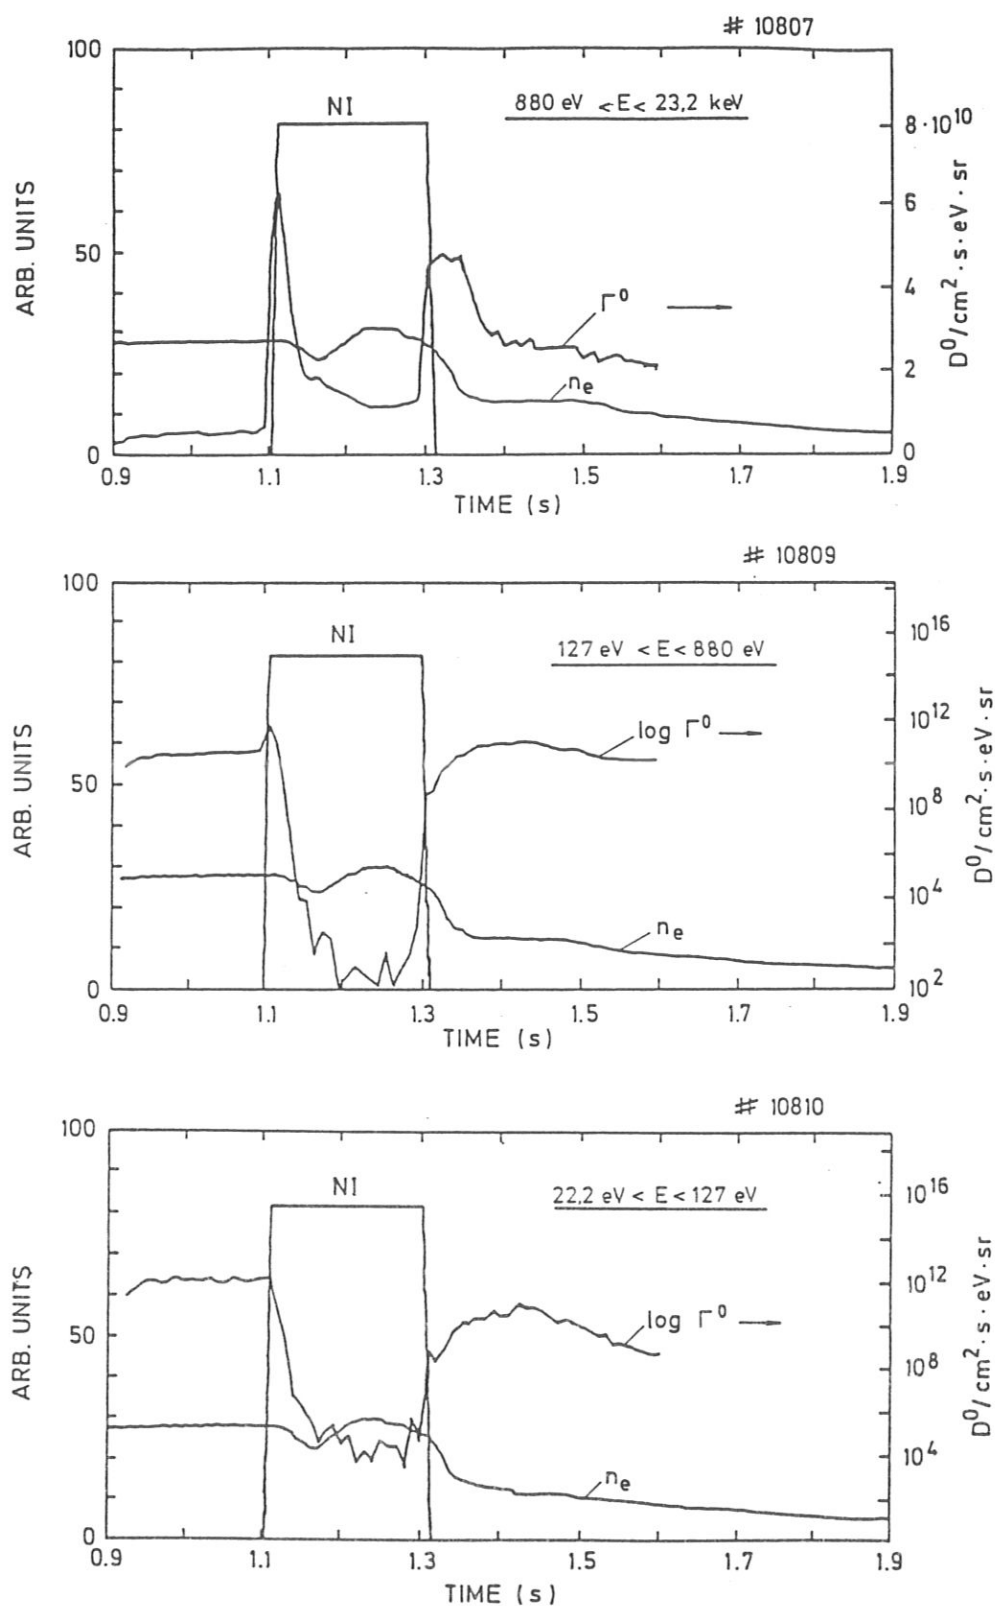 # 10807
100
NI
880 eV < E < 23,2 keV
8·10^10
6
50
4
Γ^0
2
n_e
0
0
0.9
1.1
1.3
1.5
1.7
1.9
TIME (s)
ARB. UNITS
D^0/cm^2·s·eV·sr
# 10809
100
NI
127 eV < E < 880 eV
10^16
log Γ^0
10^12
50
10^8
10^4
n_e
0
10^2
0.9
1.1
1.3
1.5
1.7
1.9
TIME (s)
ARB. UNITS
D^0/cm^2·s·eV·sr
# 10810
100
NI
22,2 eV < E < 127 eV
10^16
10^12
log Γ^0
50
10^8
10^4
n_e
0
0.9
1.1
1.3
1.5
1.7
1.9
TIME (s)
ARB. UNITS
D^0/cm^2·s·eV·sr